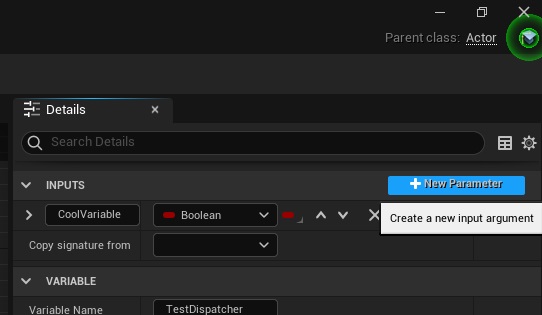 Parent class: Actor
Details
Search Details
INPUTS
New Parameter
CoolVariable
Boolean
Create a new input argument
Copy signature from
VARIABLE
Variable Name
TestDispatcher